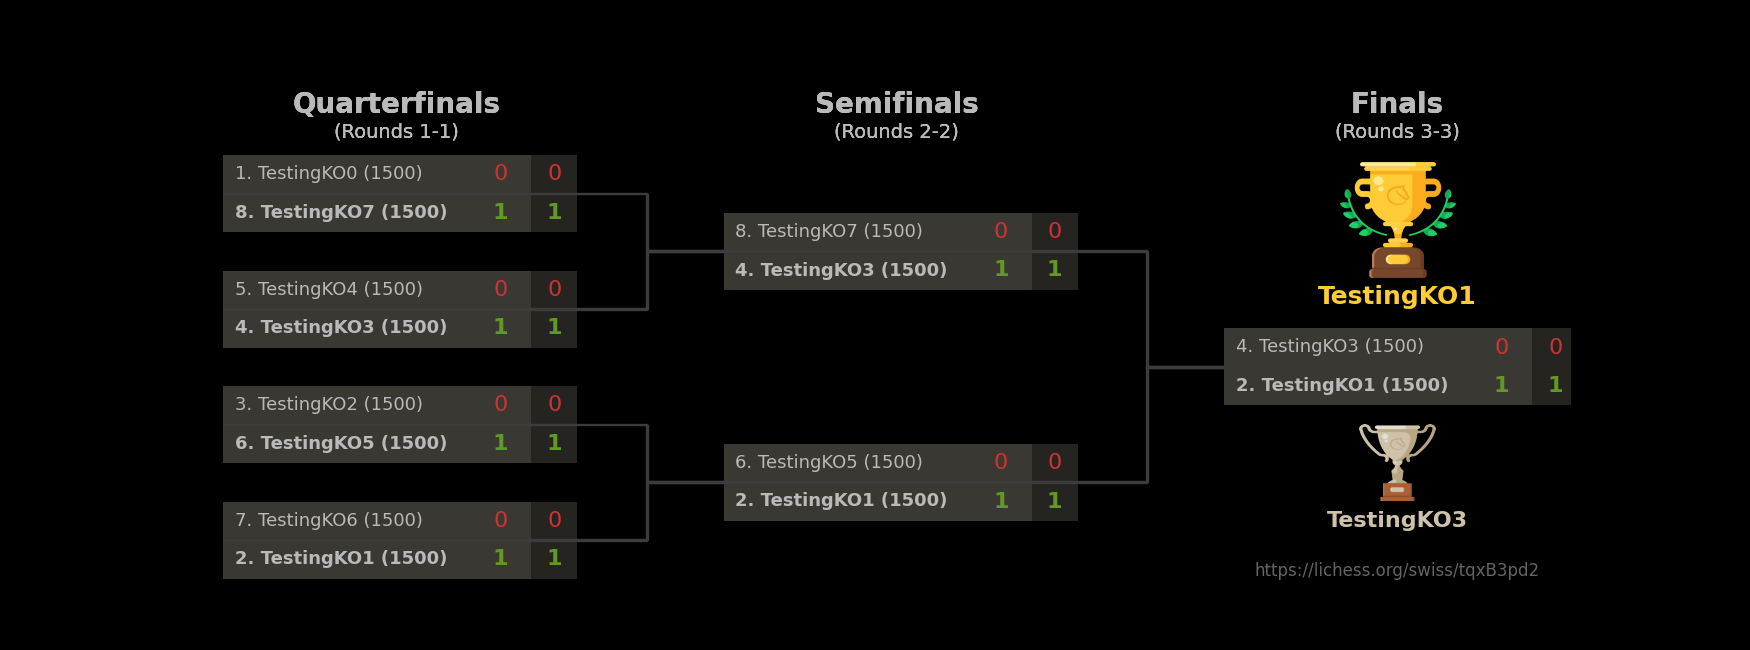 Quarterfinals
(Rounds 1-1)
1. TestingKO0 (1500) 0 0
8. TestingKO7 (1500) 1 1
5. TestingKO4 (1500) 0 0
4. TestingKO3 (1500) 1 1
3. TestingKO2 (1500) 0 0
6. TestingKO5 (1500) 1 1
7. TestingKO6 (1500) 0 0
2. TestingKO1 (1500) 1 1
Semifinals
(Rounds 2-2)
8. TestingKO7 (1500) 0 0
4. TestingKO3 (1500) 1 1
6. TestingKO5 (1500) 0 0
2. TestingKO1 (1500) 1 1
Finals
(Rounds 3-3)
TestingKO1
4. TestingKO3 (1500) 0 0
2. TestingKO1 (1500) 1 1
TestingKO3
https://lichess.org/swiss/tqxB3pd2